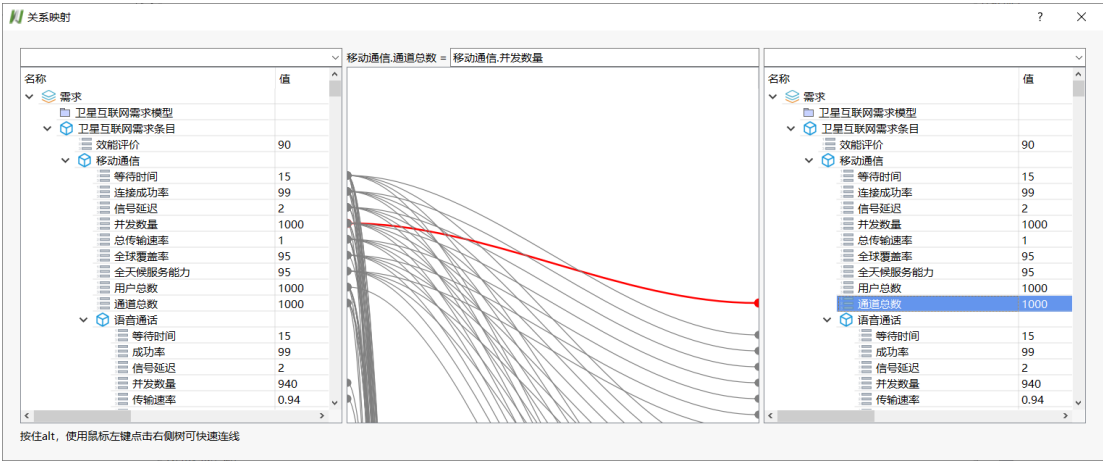 关系映射 ?
移动通信.通道总数 = 移动通信.并发数量
名称 值 名称 值
需求 需求
卫星互联网需求模型 卫星互联网需求模型
卫星互联网需求条目 卫星互联网需求条目
效能评价 90 效能评价 90
移动通信 移动通信
等待时间 15 等待时间 15
连接成功率 99 连接成功率 99
信号延迟 2 信号延迟 2
并发数量 1000 并发数量 1000
总传输速率 1 总传输速率 1
全球覆盖率 95 全球覆盖率 95
全天候服务能力 95 全天候服务能力 95
用户总数 1000 用户总数 1000
通道总数 1000 通道总数 1000
语音通话 语音通话
等待时间 15 等待时间 15
成功率 99 成功率 99
信号延迟 2 信号延迟 2
并发数量 940 并发数量 940
传输速率 0.94 传输速率 0.94
按住alt，使用鼠标左键点击右侧树可快速连线